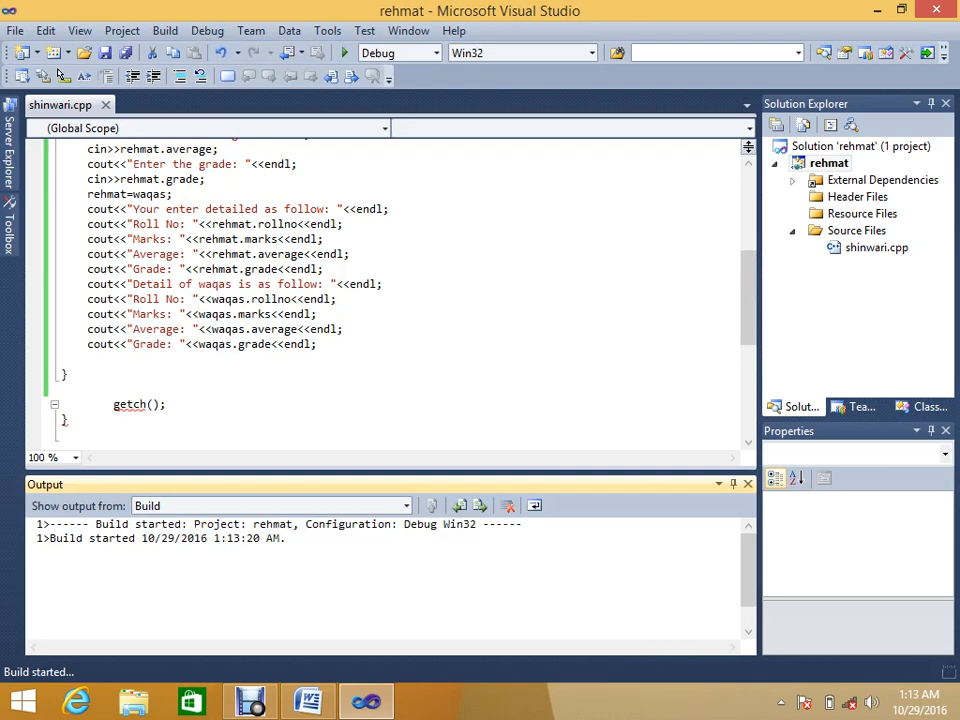 rehmat - Microsoft Visual Studio
File Edit View Project Build Debug Team Data Tools Test Window Help
Debug Win32
shinwari.cpp
(Global Scope)
cin>>rehmat.average;
cout<<"Enter the grade: "<<endl;
cin>>rehmat.grade;
rehmat=waqas;
cout<<"Your enter detailed as follow: "<<endl;
cout<<"Roll No: "<<rehmat.rollno<<endl;
cout<<"Marks: "<<rehmat.marks<<endl;
cout<<"Average: "<<rehmat.average<<endl;
cout<<"Grade: "<<rehmat.grade<<endl;
cout<<"Detail of waqas is as follow: "<<endl;
cout<<"Roll No: "<<waqas.rollno<<endl;
cout<<"Marks: "<<waqas.marks<<endl;
cout<<"Average: "<<waqas.average<<endl;
cout<<"Grade: "<<waqas.grade<<endl;
}
getch();
}
100 %
Server Explorer
Toolbox
Solution Explorer
Solution 'rehmat' (1 project)
rehmat
External Dependencies
Header Files
Resource Files
Source Files
shinwari.cpp
Solut... Tea... Class...
Properties
Output
Show output from: Build
1>------ Build started: Project: rehmat, Configuration: Debug Win32 ------
1>Build started 10/29/2016 1:13:20 AM.
Build started...
1:13 AM
10/29/2016